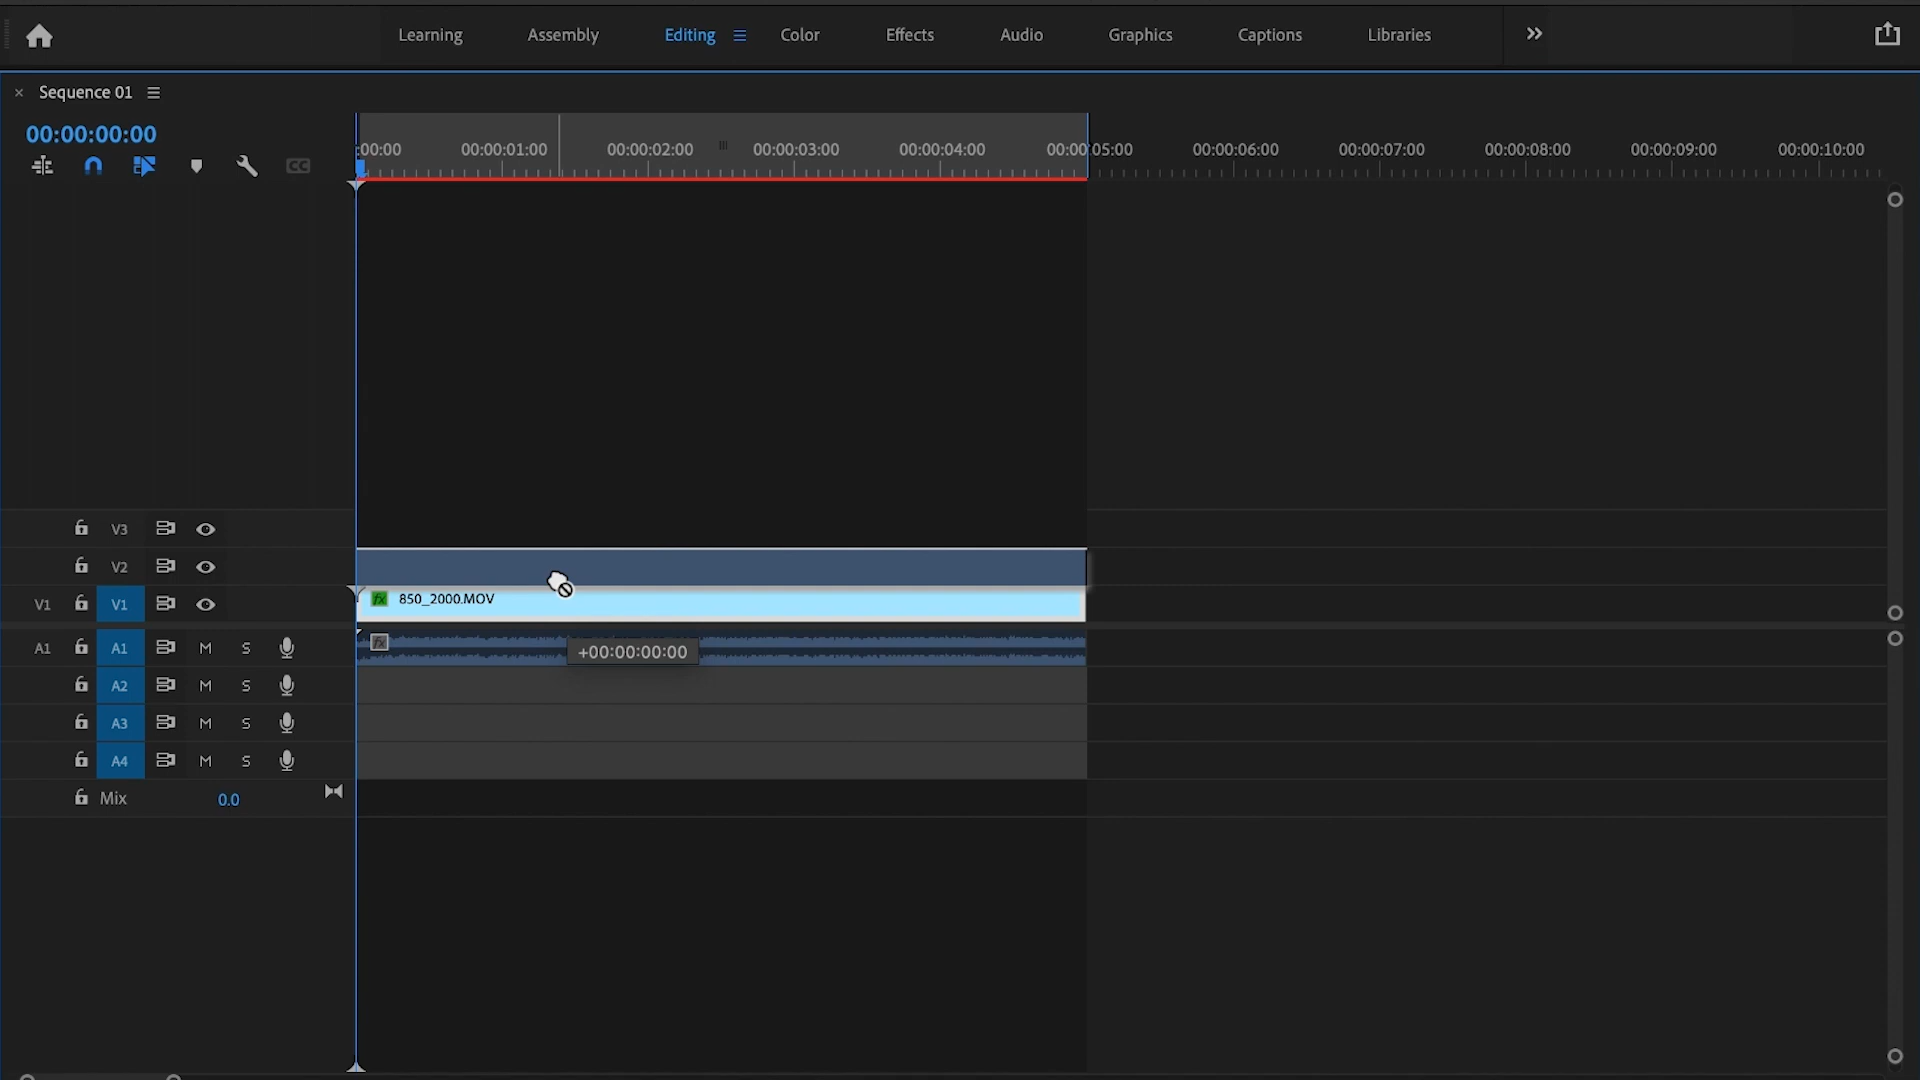 Learning Assembly Editing Color Effects Audio Graphics Captions Libraries
Sequence 01
00:00:00:00
:00:00 00:00:01:00 00:00:02:00 00:00:03:00 00:00:04:00 00:00:05:00 00:00:06:00 00:00:07:00 00:00:08:00 00:00:09:00 00:00:10:00
CC
V3
V2
V1 V1 fx 850_2000.MOV
A1 A1 M S fx
+00:00:00:00
A2 M S
A3 M S
A4 M S
Mix 0.0